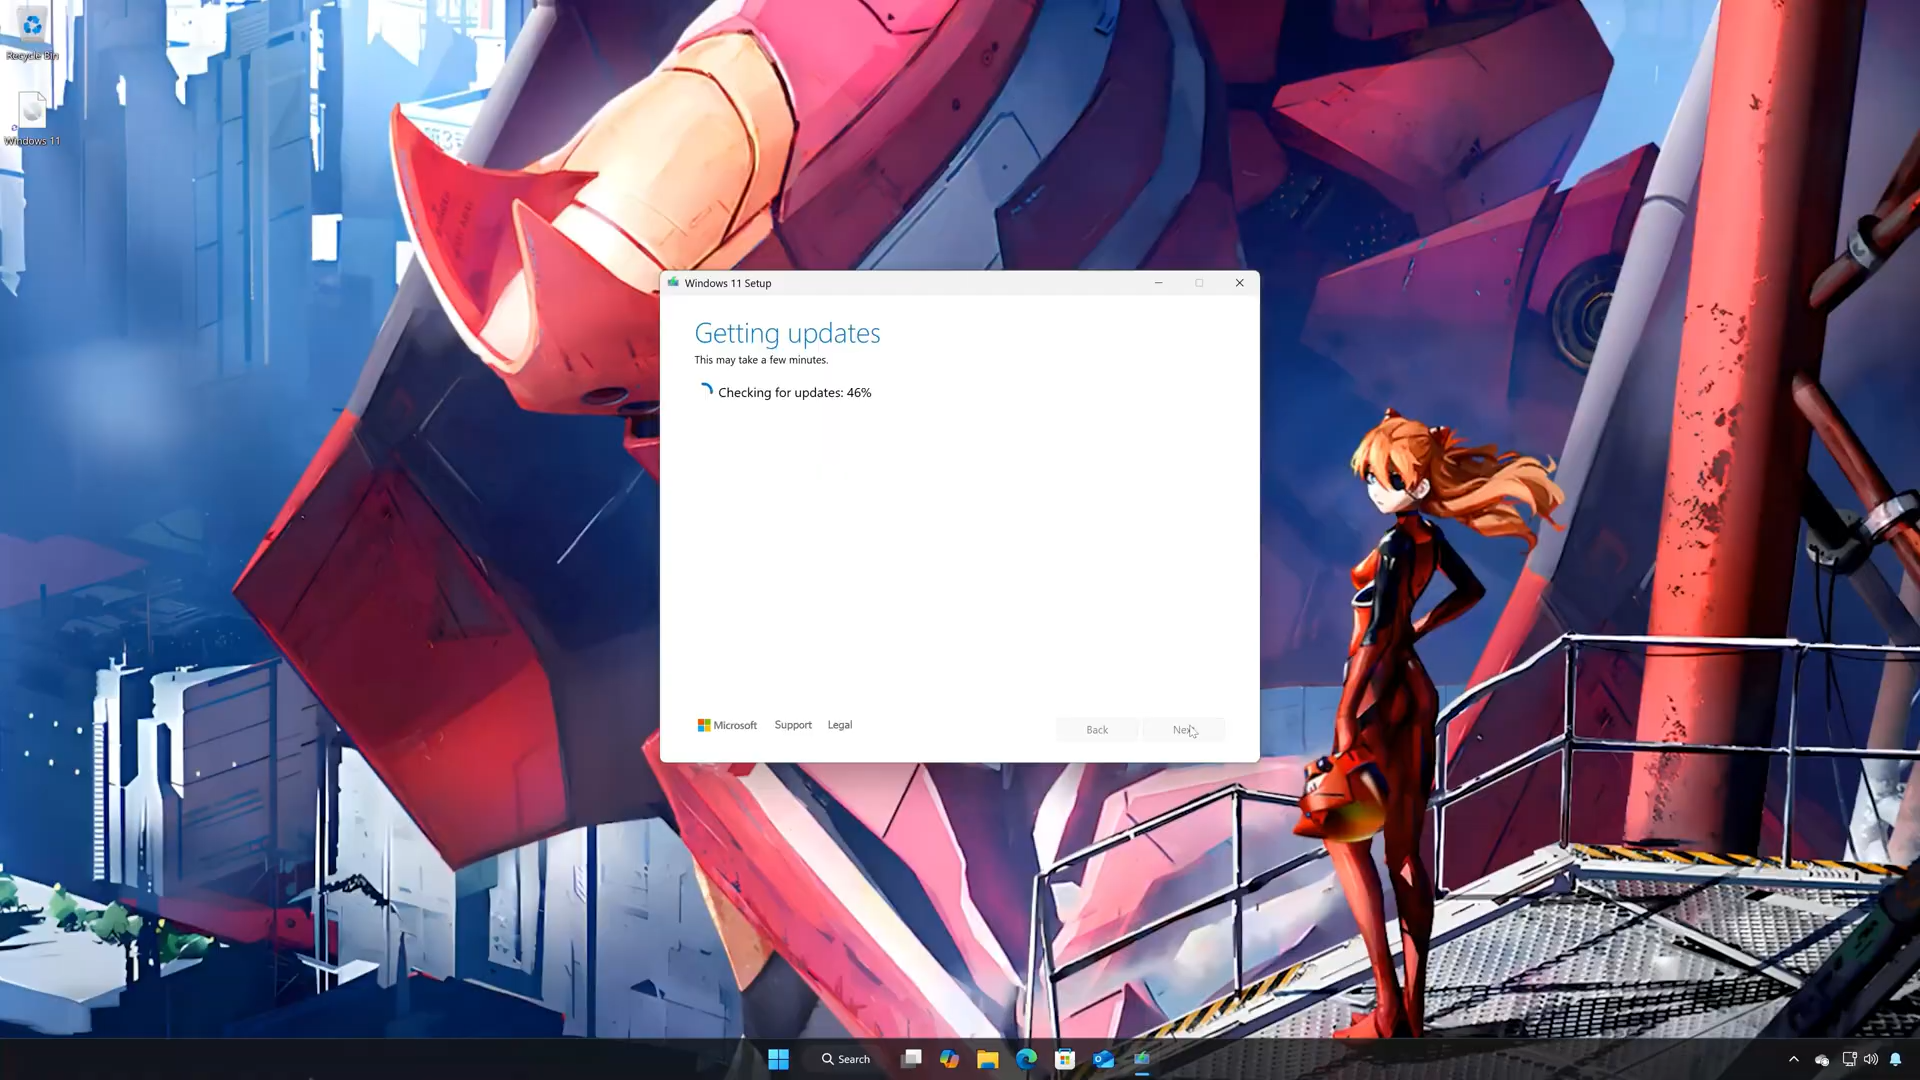 Recycle Bin
Windows 11
Windows 11 Setup
Getting updates
This may take a few minutes.
Checking for updates: 46%
Microsoft
Support
Legal
Back
Next
Search